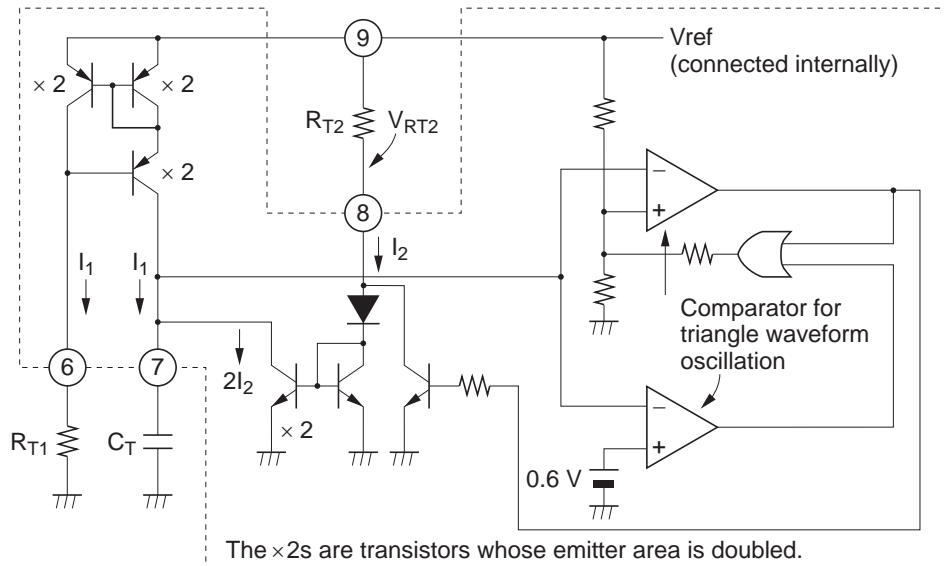 9
Vref
(connected internally)
× 2
× 2
R_T2
V_RT2
× 2
8
−
+
I_1
I_1
I_2
Comparator for
triangle waveform
oscillation
6
7
2I_2
× 2
R_T1
C_T
−
+
0.6 V
The ×2s are transistors whose emitter area is doubled.